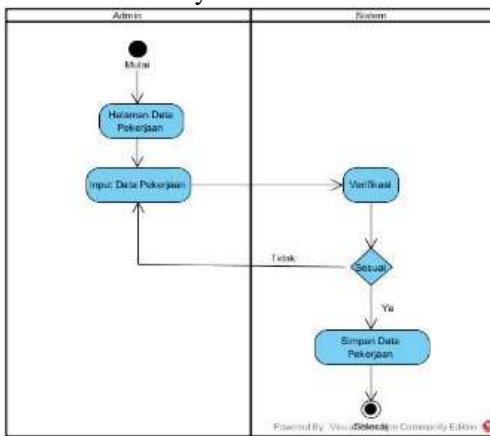 Admin
Sistem
Mulai
Halaman Data
Pekerjaan
Input Data Pekerjaan
Verifikasi
Tidak
Sesuai
Ya
Simpan Data
Pekerjaan
Selesai
Powered By Community Edition